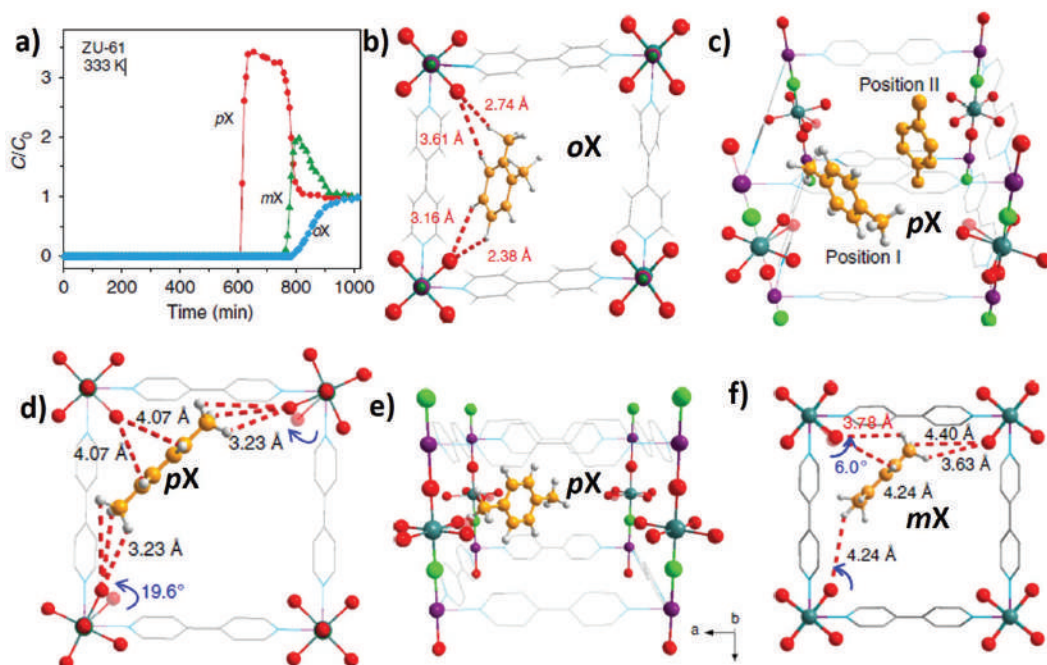 a)
ZU-61
333 K
C/C₀
3
2
1
0
pX
mX
oX
0 200 400 600 800 1000
Time (min)
b)
2.74 Å
3.61 Å
oX
3.16 Å
2.38 Å
c)
Position II
pX
Position I
d)
4.07 Å
4.07 Å
3.23 Å
pX
3.23 Å
19.6°
e)
pX
a
b
f)
3.78 Å
4.40 Å
6.0°
3.63 Å
4.24 Å
mX
4.24 Å